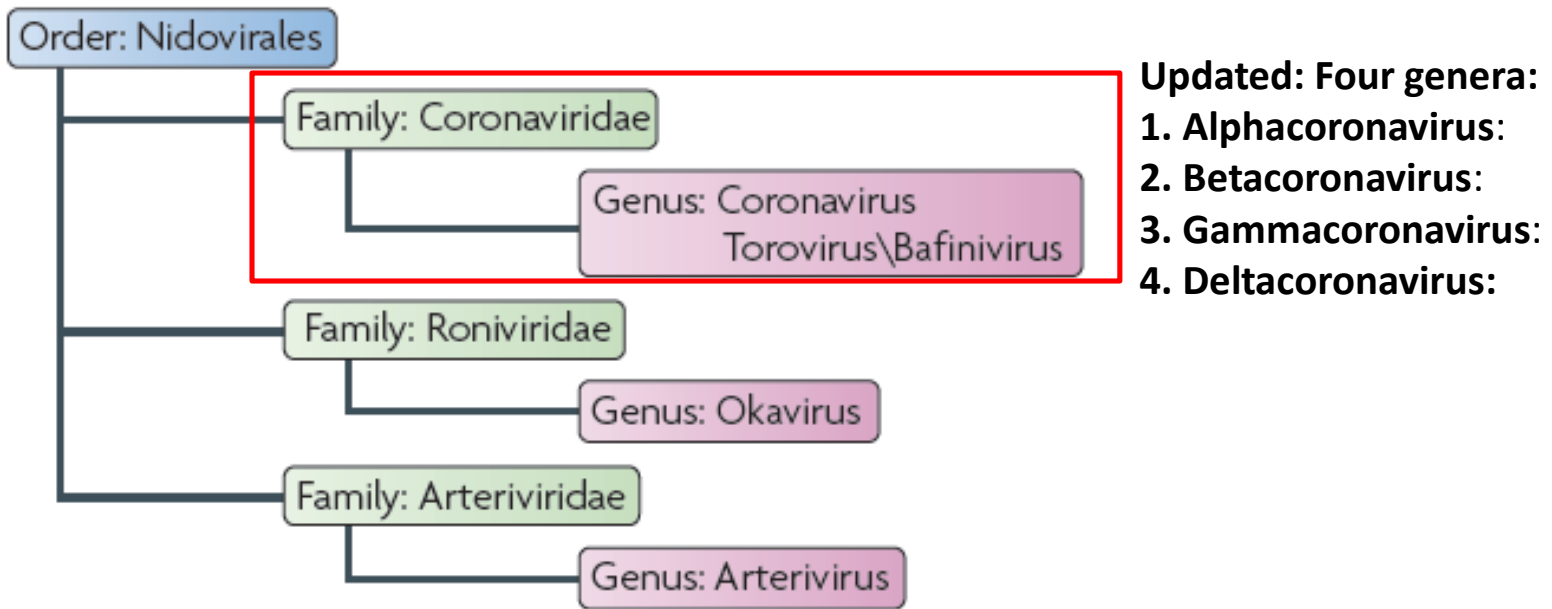 Order: Nidovirales
Family: Coronaviridae
Genus: Coronavirus
Torovirus\Bafinivirus
Family: Roniviridae
Genus: Okavirus
Family: Arteriviridae
Genus: Arterivirus
Updated: Four genera:
1. Alphacoronavirus:
2. Betacoronavirus:
3. Gammacoronavirus:
4. Deltacoronavirus: